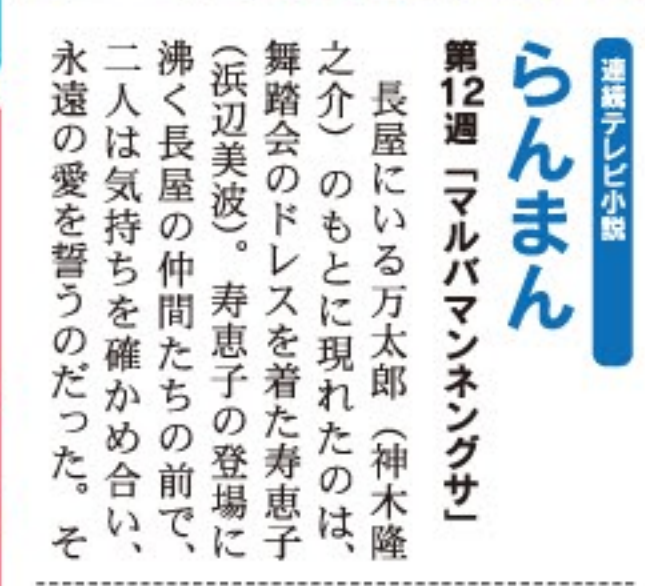 連続テレビ小説
らんまん
第12週「マルバマンネングサ」
長屋にいる万太郎（神木隆
之介）のもとに現れたのは、
舞踏会のドレスを着た寿恵子
（浜辺美波）。寿恵子の登場に
沸く長屋の仲間たちの前で、
二人は気持ちを確かめ合い、
永遠の愛を誓うのだった。そ